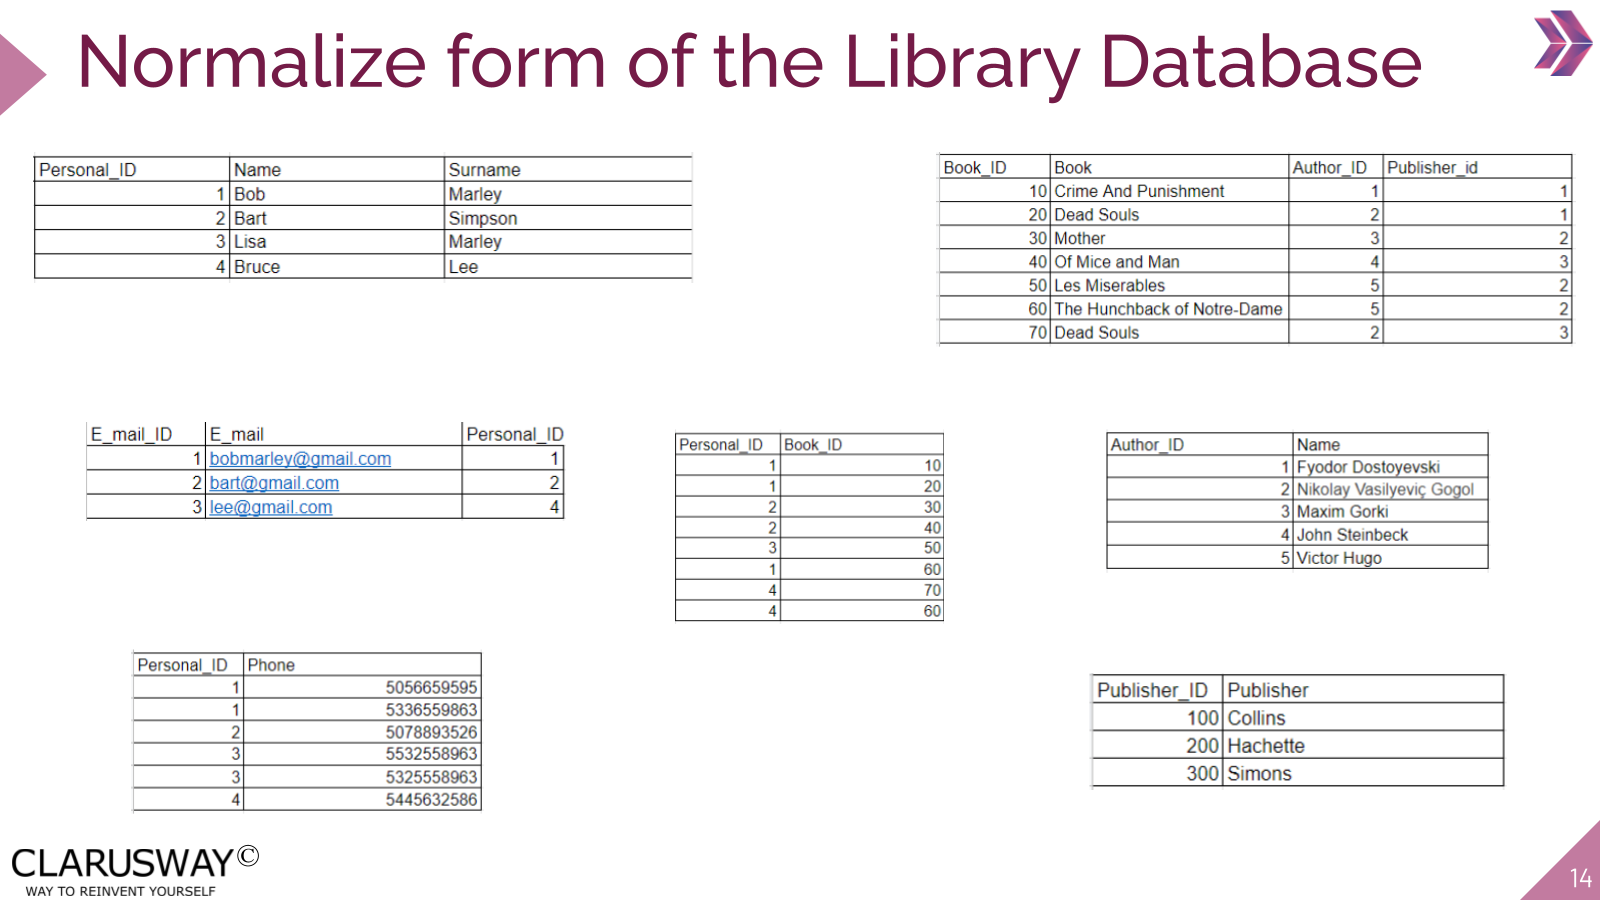 Normalize form of the Library Database
Personal_ID Name Surname
1 Bob Marley
2 Bart Simpson
3 Lisa Marley
4 Bruce Lee
Book_ID Book Author_ID Publisher_id
10 Crime And Punishment 1 1
20 Dead Souls 2 1
30 Mother 3 2
40 Of Mice and Man 4 3
50 Les Miserables 5 2
60 The Hunchback of Notre-Dame 5 2
70 Dead Souls 2 3
E_mail_ID E_mail Personal_ID
1 bobmarley@gmail.com 1
2 bart@gmail.com 2
3 lee@gmail.com 4
Personal_ID Book_ID
1 10
1 20
2 30
2 40
3 50
1 60
4 70
4 60
Author_ID Name
1 Fyodor Dostoyevski
2 Nikolay Vasilyeviç Gogol
3 Maxim Gorki
4 John Steinbeck
5 Victor Hugo
Personal_ID Phone
1 5056659595
1 5336559863
2 5078893526
3 5532558963
3 5325558963
4 5445632586
Publisher_ID Publisher
100 Collins
200 Hachette
300 Simons
CLARUSWAY©
WAY TO REINVENT YOURSELF
14